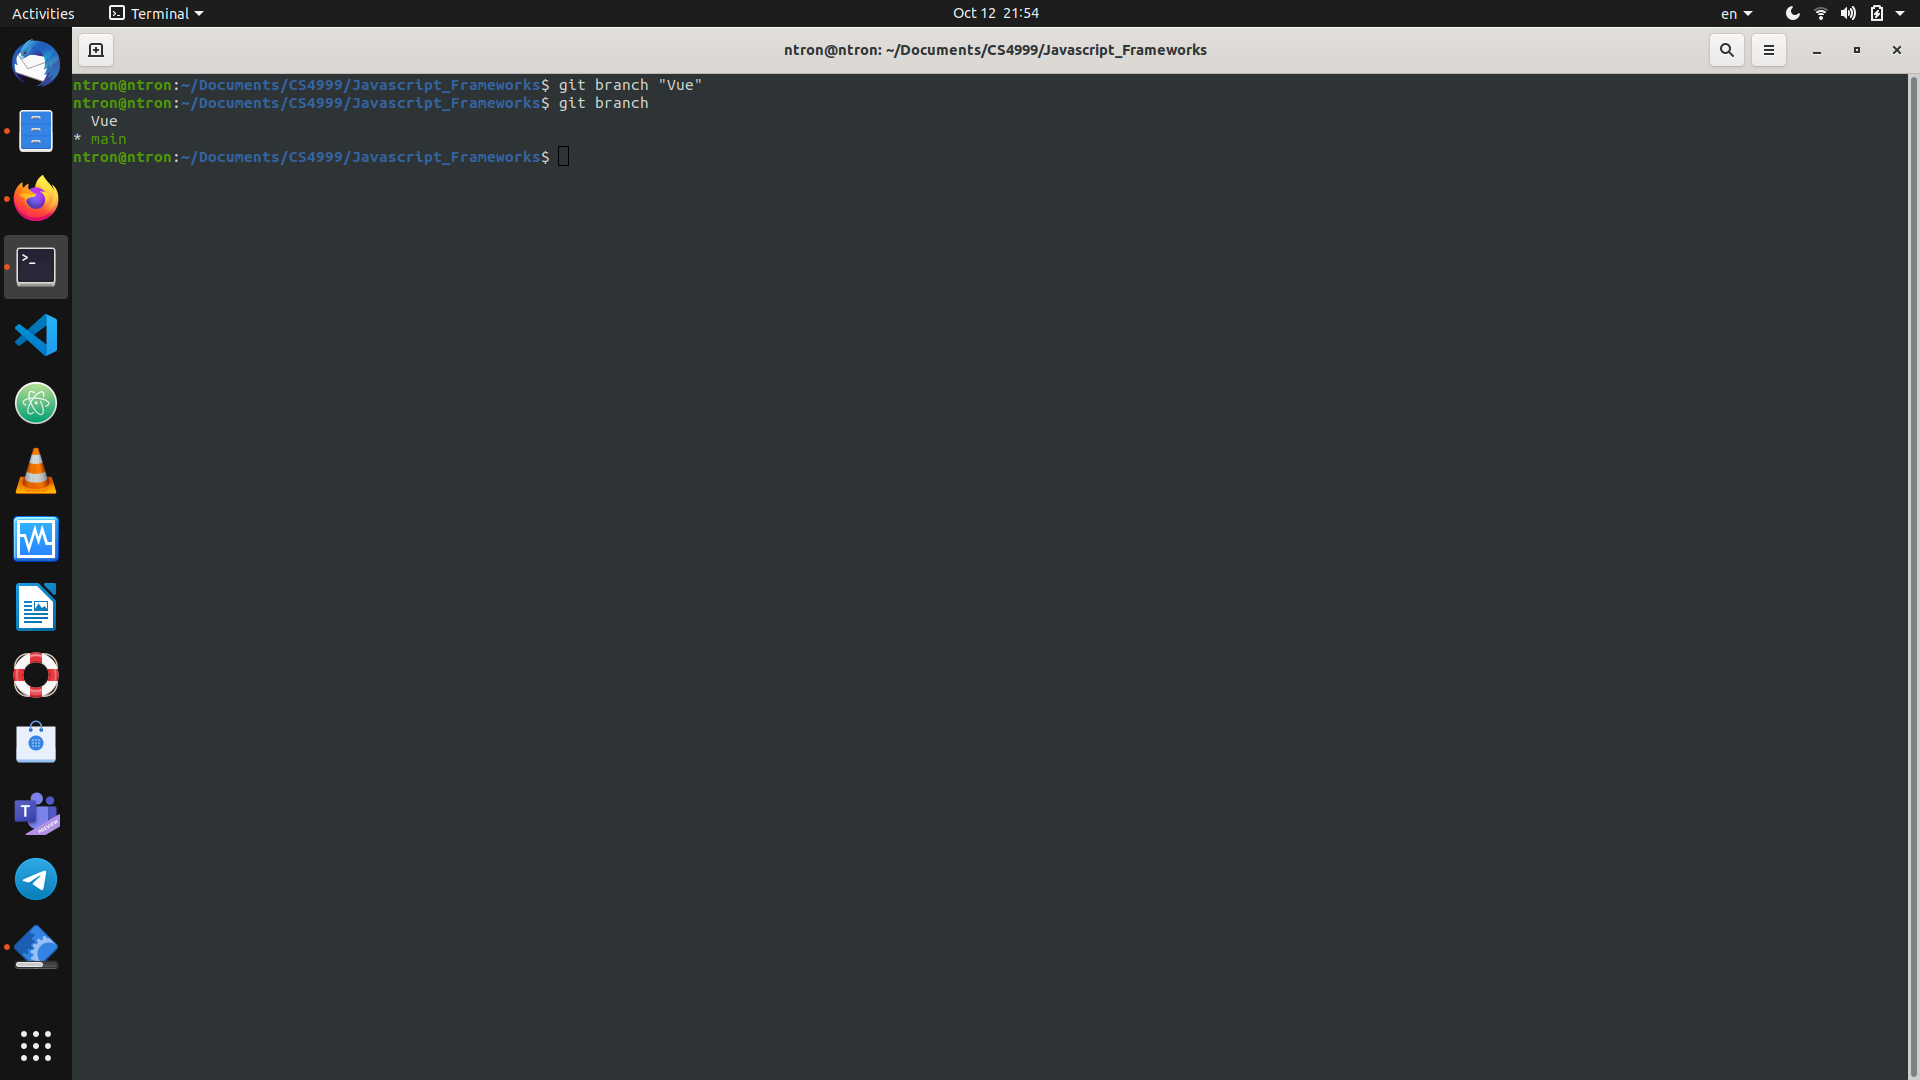 Activities Terminal Oct 12 21:54 en
ntron@ntron: ~/Documents/CS4999/Javascript_Frameworks
ntron@ntron:~/Documents/CS4999/Javascript_Frameworks$ git branch "Vue"
ntron@ntron:~/Documents/CS4999/Javascript_Frameworks$ git branch
  Vue
* main
ntron@ntron:~/Documents/CS4999/Javascript_Frameworks$
>_
T
PREVIEW